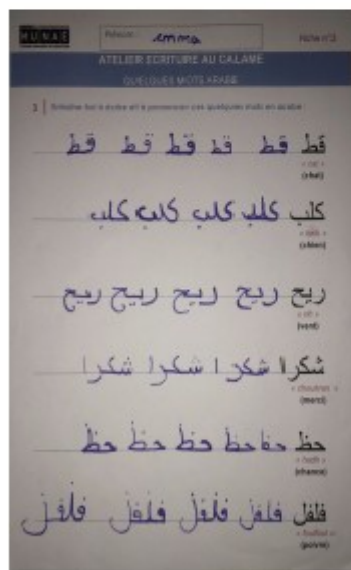 MUNAE
Prénom : emma
Fiche n°3
ATELIER ECRITURE AU CALAME
QUELQUES MOTS ARABE
قط قط قط قط قط قط
(chat)
كلب كلب كلب كلب كلب
(chien)
ريح ريح ريح ريح ريح
(vent)
شكرا شكرا شكرا شكرا
(merci)
حظ حظ حظ حظ حظ
(chance)
فلفل فلفل فلفل فلفل فلفل
(poivre)